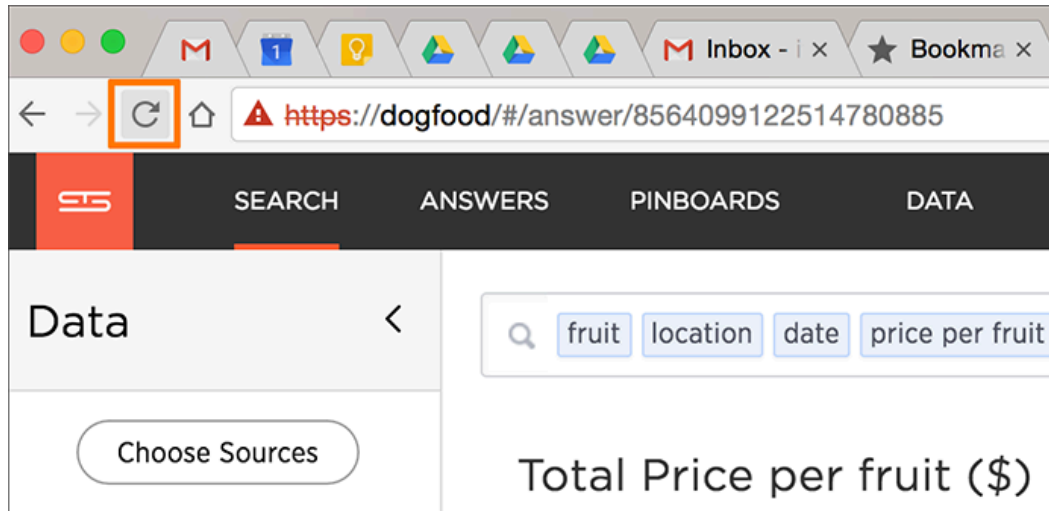 1
Inbox - i
Bookma
https://dogfood/#/answer/8564099122514780885
SEARCH ANSWERS PINBOARDS DATA
Data
fruit location date price per fruit
Choose Sources
Total Price per fruit ($)